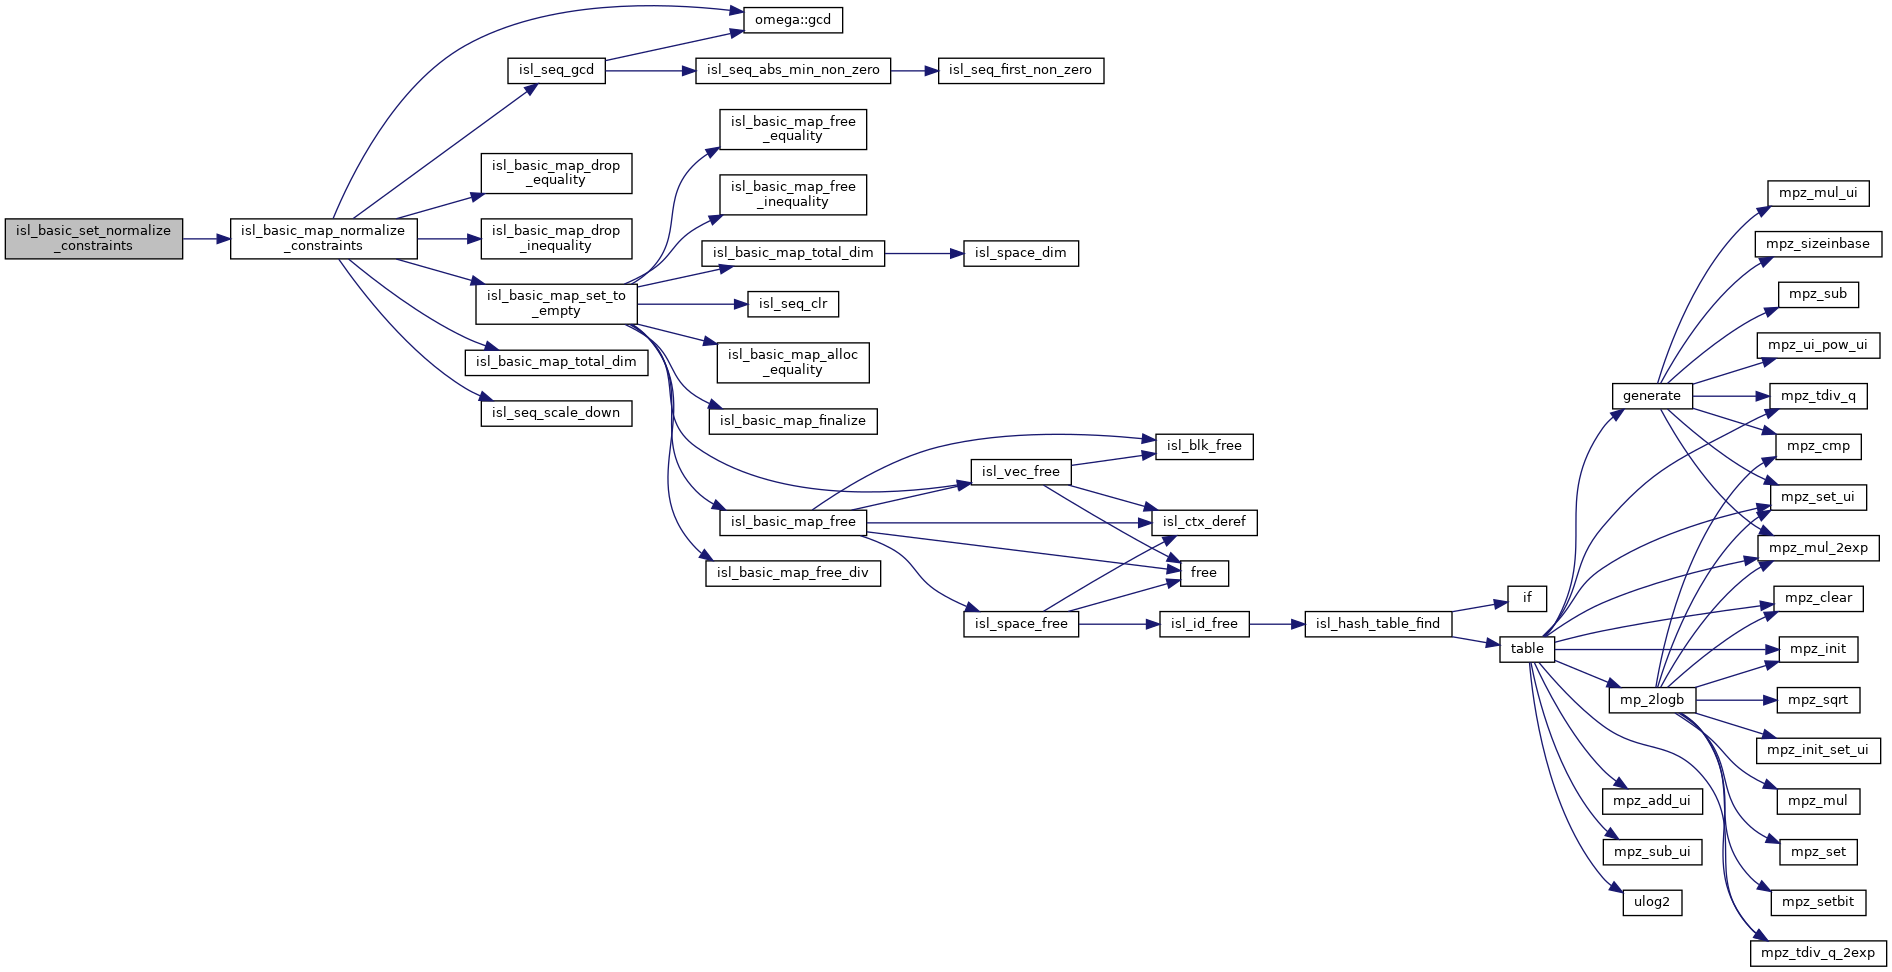 isl_basic_set_normalize
_constraints
isl_basic_map_normalize
_constraints
omega::gcd
isl_seq_gcd
isl_seq_abs_min_non_zero
isl_seq_first_non_zero
isl_basic_map_drop
_equality
isl_basic_map_drop
_inequality
isl_basic_map_set_to
_empty
isl_basic_map_total_dim
isl_seq_scale_down
isl_basic_map_free
_equality
isl_basic_map_free
_inequality
isl_basic_map_total_dim
isl_space_dim
isl_seq_clr
isl_basic_map_alloc
_equality
isl_basic_map_finalize
isl_basic_map_free
isl_basic_map_free_div
isl_vec_free
isl_space_free
isl_blk_free
isl_ctx_deref
free
isl_id_free
isl_hash_table_find
if
table
generate
mp_2logb
mpz_add_ui
mpz_sub_ui
ulog2
mpz_mul_ui
mpz_sizeinbase
mpz_sub
mpz_ui_pow_ui
mpz_tdiv_q
mpz_cmp
mpz_set_ui
mpz_mul_2exp
mpz_clear
mpz_init
mpz_sqrt
mpz_init_set_ui
mpz_mul
mpz_set
mpz_setbit
mpz_tdiv_q_2exp